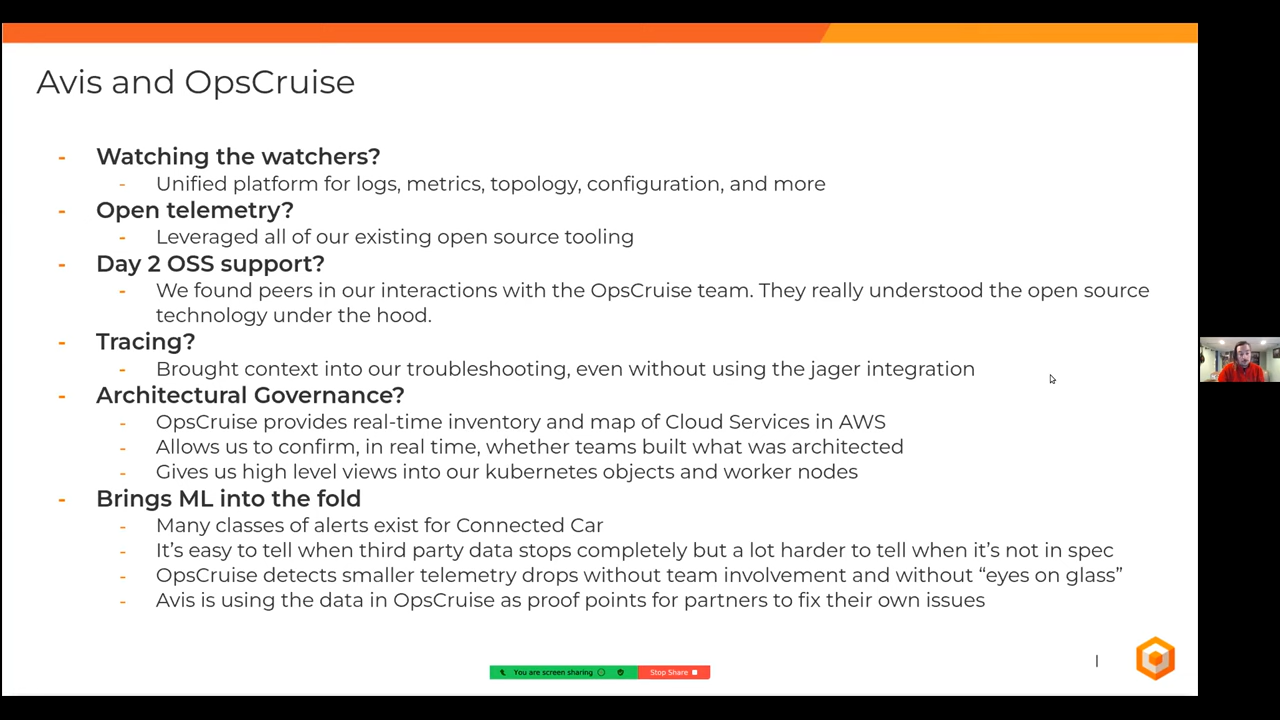 Avis and OpsCruise
- Watching the watchers?
- Unified platform for logs, metrics, topology, configuration, and more
- Open telemetry?
- Leveraged all of our existing open source tooling
- Day 2 OSS support?
- We found peers in our interactions with the OpsCruise team. They really understood the open source
technology under the hood.
- Tracing?
- Brought context into our troubleshooting, even without using the jager integration
- Architectural Governance?
- OpsCruise provides real-time inventory and map of Cloud Services in AWS
- Allows us to confirm, in real time, whether teams built what was architected
- Gives us high level views into our kubernetes objects and worker nodes
- Brings ML into the fold
- Many classes of alerts exist for Connected Car
- It’s easy to tell when third party data stops completely but a lot harder to tell when it’s not in spec
- OpsCruise detects smaller telemetry drops without team involvement and without “eyes on glass”
- Avis is using the data in OpsCruise as proof points for partners to fix their own issues
|
You are screen sharing Stop Share